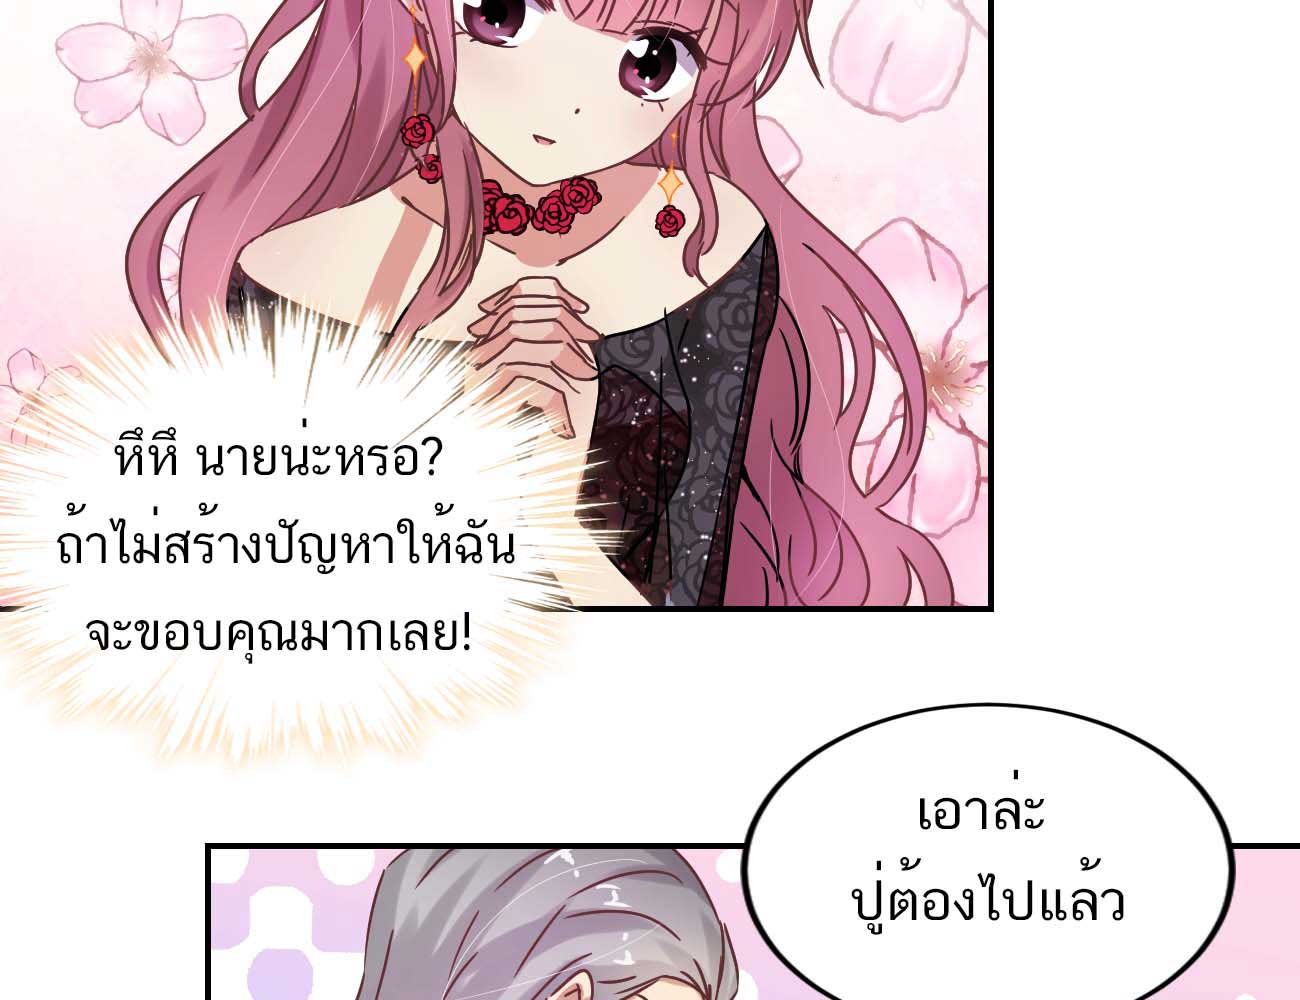 หึหึ นายน่ะหรอ?
ถ้าไม่สร้างปัญหาให้ฉัน
จะขอบคุณมากเลย!
เอาล่ะ
ปู่ต้องไปแล้ว